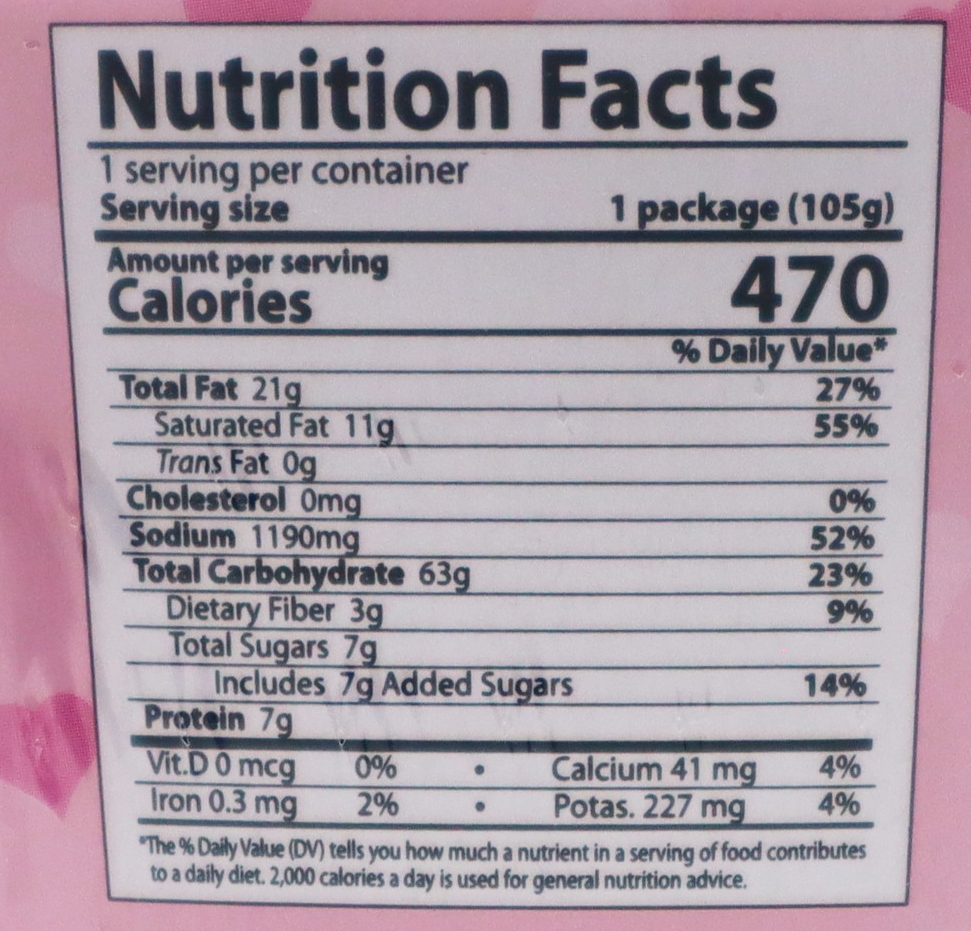 Nutrition Facts
1 serving per container
Serving size 1 package (105g)
Amount per serving
Calories 470
% Daily Value*
Total Fat 21g 27%
Saturated Fat 11g 55%
Trans Fat 0g
Cholesterol 0mg 0%
Sodium 1190mg 52%
Total Carbohydrate 63g 23%
Dietary Fiber 3g 9%
Total Sugars 7g
Includes 7g Added Sugars 14%
Protein 7g
Vit.D 0 mcg 0% • Calcium 41 mg 4%
Iron 0.3 mg 2% • Potas. 227 mg 4%
*The % Daily Value (DV) tells you how much a nutrient in a serving of food contributes
to a daily diet. 2,000 calories a day is used for general nutrition advice.